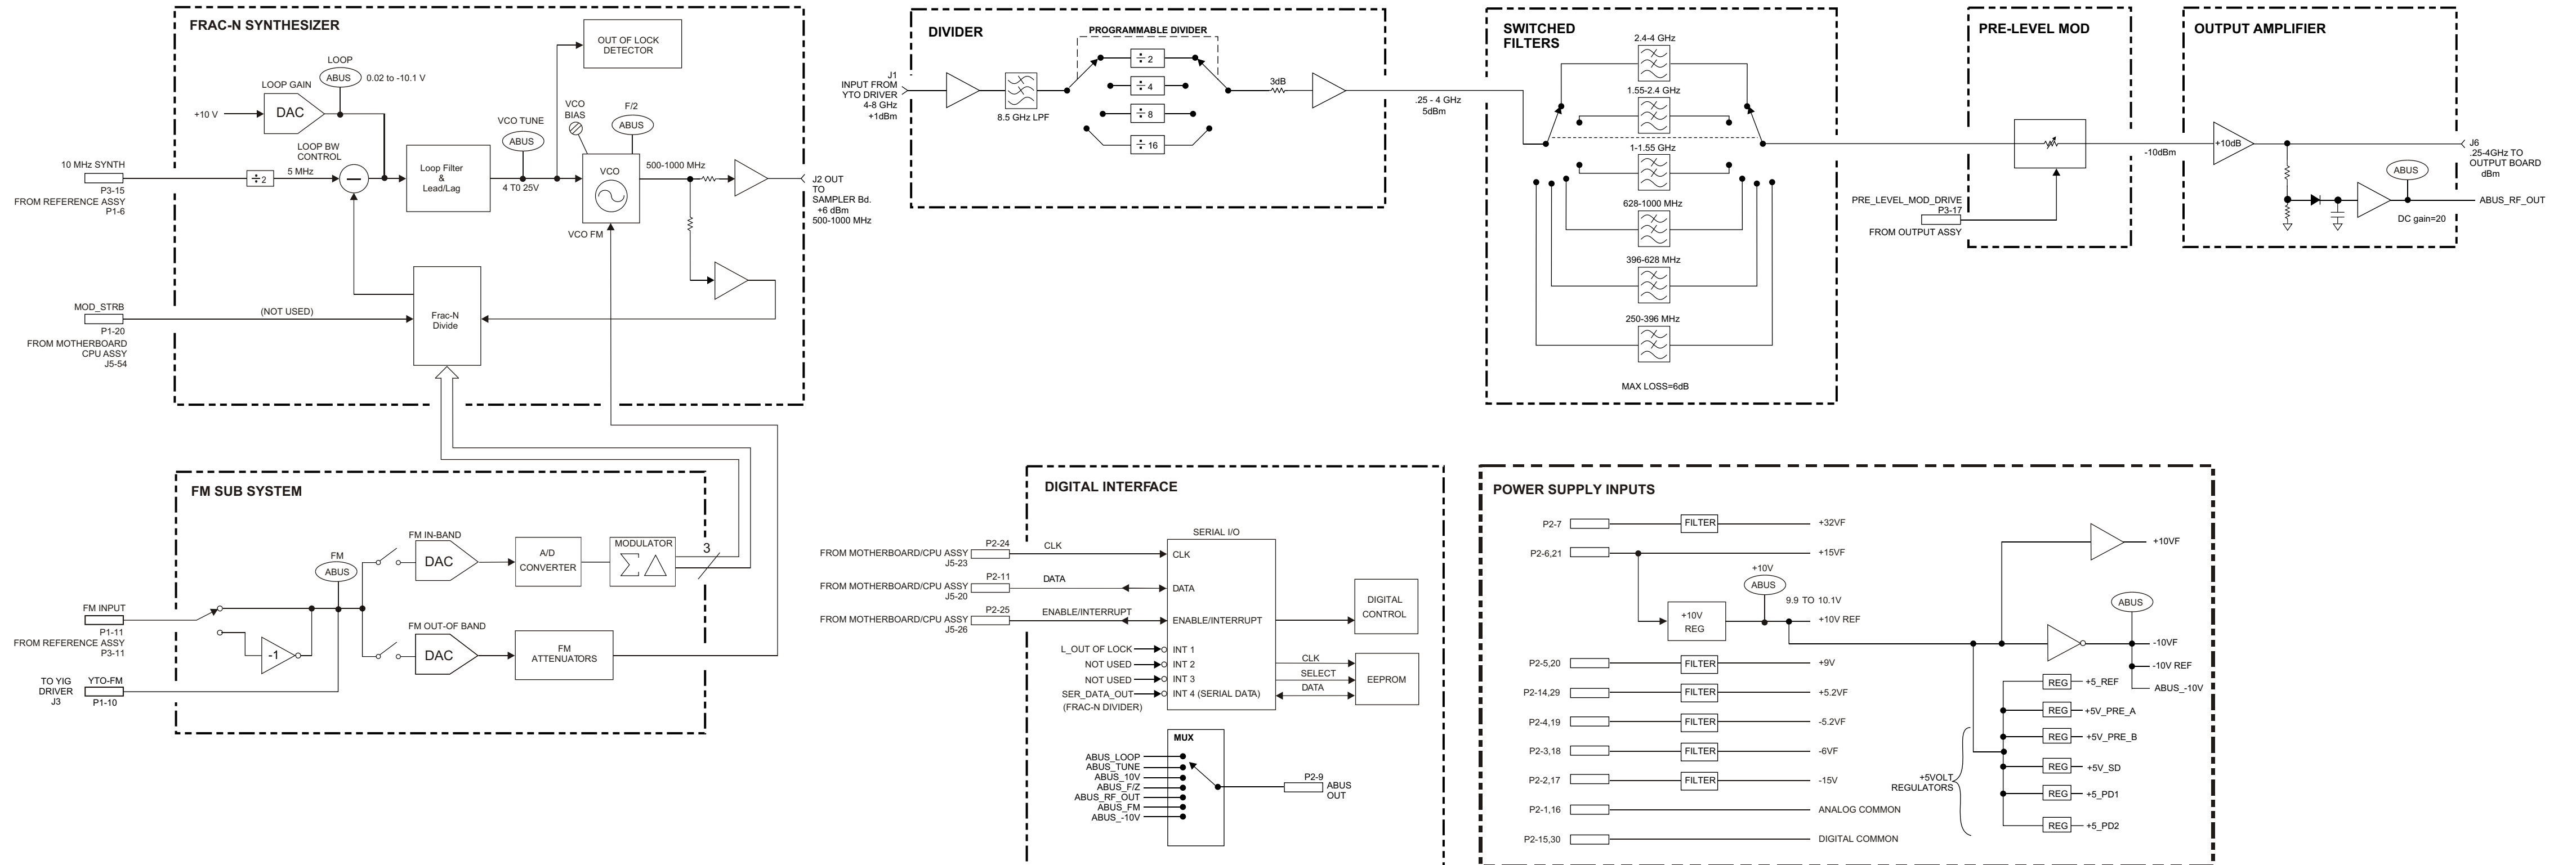 FRAC-N SYNTHESIZER
OUT OF LOCK
DETECTOR
LOOP
ABUS
0.02 to -10.1 V
LOOP GAIN
+10 V
DAC
VCO TUNE
ABUS
VCO
BIAS
F/2
ABUS
LOOP BW
CONTROL
10 MHz SYNTH
÷2
5 MHz
Loop Filter
&
Lead/Lag
4 T0 25V
VCO
500-1000 MHz
P3-15
FROM REFERENCE ASSY
P1-6
J2 OUT
TO
SAMPLER Bd.
+6 dBm
500-1000 MHz
VCO FM
MOD_STRB
(NOT USED)
Frac-N
Divide
P1-20
FROM MOTHERBOARD
CPU ASSY
J5-54
DIVIDER
PROGRAMMABLE DIVIDER
J1
INPUT FROM
YTO DRIVER
4-8 GHz
+1dBm
8.5 GHz LPF
÷ 2
÷ 4
÷ 8
÷ 16
3dB
.25 - 4 GHz
5dBm
SWITCHED
FILTERS
2.4-4 GHz
1.55-2.4 GHz
1-1.55 GHz
628-1000 MHz
396-628 MHz
250-396 MHz
MAX LOSS=6dB
PRE-LEVEL MOD
PRE_LEVEL_MOD_DRIVE
P3-17
FROM OUTPUT ASSY
-10dBm
OUTPUT AMPLIFIER
+10dB
J6
.25-4GHz TO
OUTPUT BOARD
dBm
ABUS
ABUS_RF_OUT
DC gain=20
FM SUB SYSTEM
FM IN-BAND
DAC
A/D
CONVERTER
MODULATOR
Σ △
3
FM
ABUS
FM INPUT
P1-11
FROM REFERENCE ASSY
P3-11
-1
FM OUT-OF BAND
DAC
FM
ATTENUATORS
TO YIG
DRIVER
J3
YTO-FM
P1-10
DIGITAL INTERFACE
SERIAL I/O
P2-24
FROM MOTHERBOARD/CPU ASSY
J5-23
CLK
CLK
P2-11
FROM MOTHERBOARD/CPU ASSY
J5-20
DATA
DATA
P2-25
FROM MOTHERBOARD/CPU ASSY
J5-26
ENABLE/INTERRUPT
ENABLE/INTERRUPT
DIGITAL
CONTROL
L_OUT OF LOCK
INT 1
NOT USED
INT 2
NOT USED
INT 3
SER_DATA_OUT
INT 4 (SERIAL DATA)
(FRAC-N DIVIDER)
CLK
SELECT
DATA
EEPROM
MUX
ABUS_LOOP
ABUS_TUNE
ABUS_10V
ABUS_F/Z
ABUS_RF_OUT
ABUS_FM
ABUS_-10V
P2-9
ABUS
OUT
POWER SUPPLY INPUTS
P2-7
FILTER
+32VF
P2-6,21
+15VF
+10V
ABUS
9.9 TO 10.1V
+10V
REG
+10V REF
P2-5,20
FILTER
+9V
P2-14,29
FILTER
+5.2VF
P2-4,19
FILTER
-5.2VF
P2-3,18
FILTER
-6VF
P2-2,17
FILTER
-15V
P2-1,16
ANALOG COMMON
P2-15,30
DIGITAL COMMON
+10VF
ABUS
-10VF
-10V REF
ABUS_-10V
REG
+5_REF
REG
+5V_PRE_A
REG
+5V_PRE_B
REG
+5V_SD
REG
+5_PD1
REG
+5_PD2
+5VOLT
REGULATORS